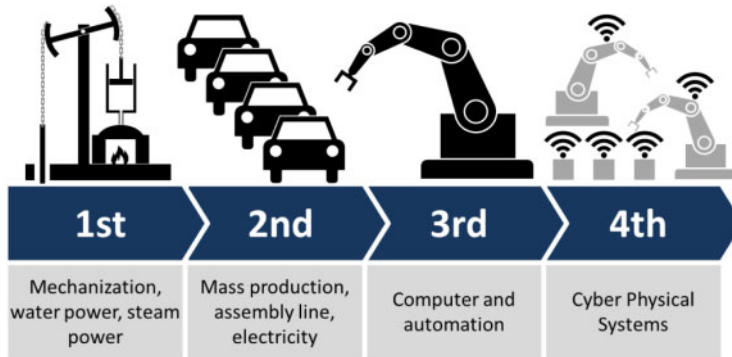 1st
2nd
3rd
4th
Mechanization,
water power, steam
power
Mass production,
assembly line,
electricity
Computer and
automation
Cyber Physical
Systems